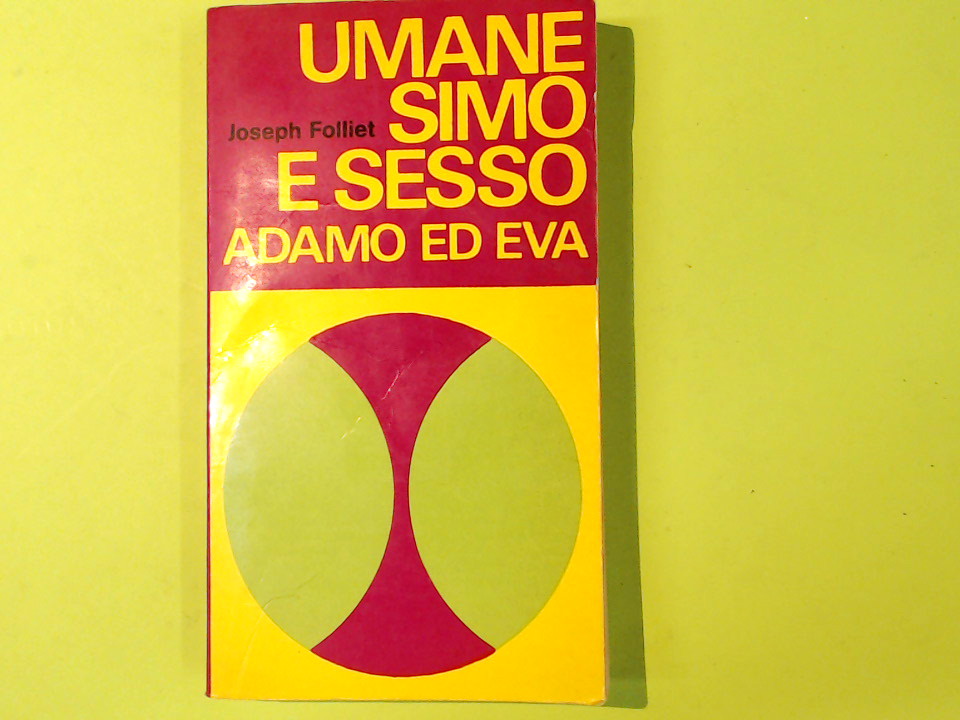 UMANE
SIMO
Joseph Folliet
E SESSO
ADAMO ED EVA